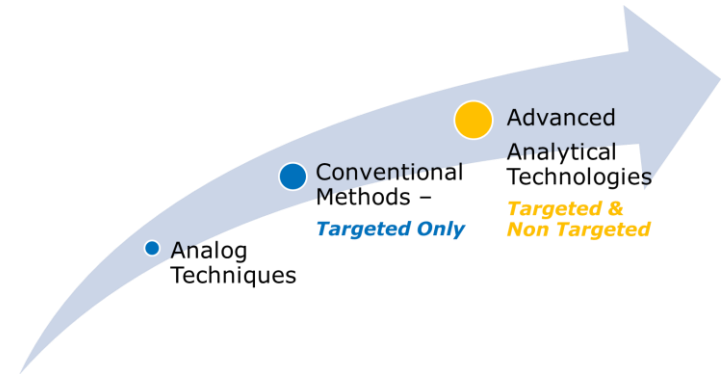 Analog
Techniques
Conventional
Methods –
Targeted Only
Advanced
Analytical
Technologies
Targeted &
Non Targeted